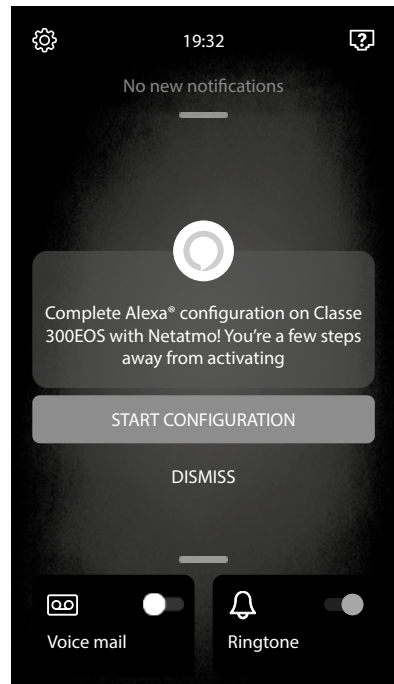 19:32
No new notifications
Complete Alexa® configuration on Classe
300EOS with Netatmo! You're a few steps
away from activating
START CONFIGURATION
DISMISS
Voice mail
Ringtone